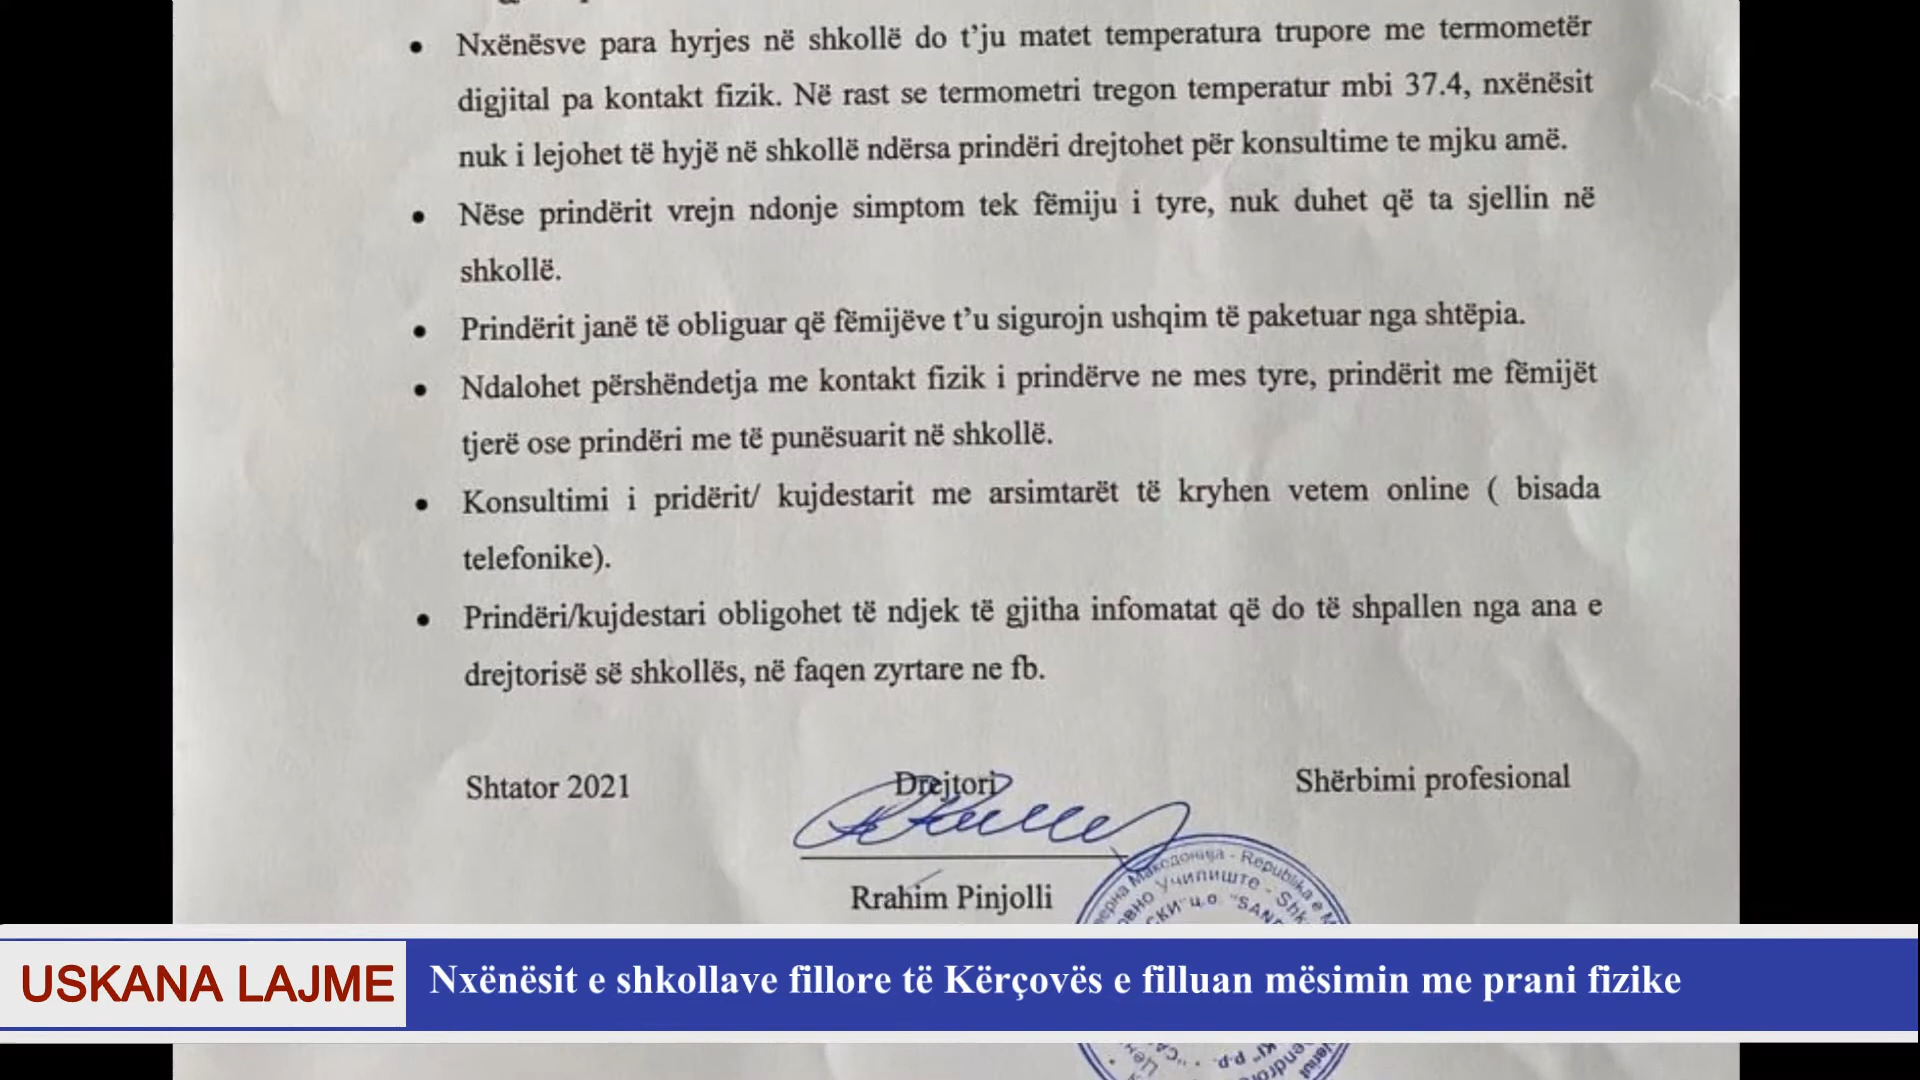 Nxënësve para hyrjes në shkollë do t’ju matet temperatura trupore me termometër
digjital pa kontakt fizik. Në rast se termometri tregon temperatur mbi 37.4, nxënësit
nuk i lejohet të hyjë në shkollë ndërsa prindëri drejtohet për konsultime te mjku amë.
Nëse prindërit vrejn ndonje simptom tek fëmiju i tyre, nuk duhet që ta sjellin në
shkollë.
Prindërit janë të obliguar që fëmijëve t’u sigurojn ushqim të paketuar nga shtëpia.
Ndalohet përshëndetja me kontakt fizik i prindërve ne mes tyre, prindërit me fëmijët
tjerë ose prindëri me të punësuarit në shkollë.
Konsultimi i pridërit/ kujdestarit me arsimtarët të kryhen vetem online ( bisada
telefonike).
Prindëri/kujdestari obligohet të ndjek të gjitha infomatat që do të shpallen nga ana e
drejtorisë së shkollës, në faqen zyrtare ne fb.
Shtator 2021 Drejtori Shërbimi profesional
Rrahim Pinjolli
Македонија - Republika e
Училиште -
ц.о.
USKANA LAJME Nxënësit e shkollave fillore të Kërçovës e filluan mësimin me prani fizike